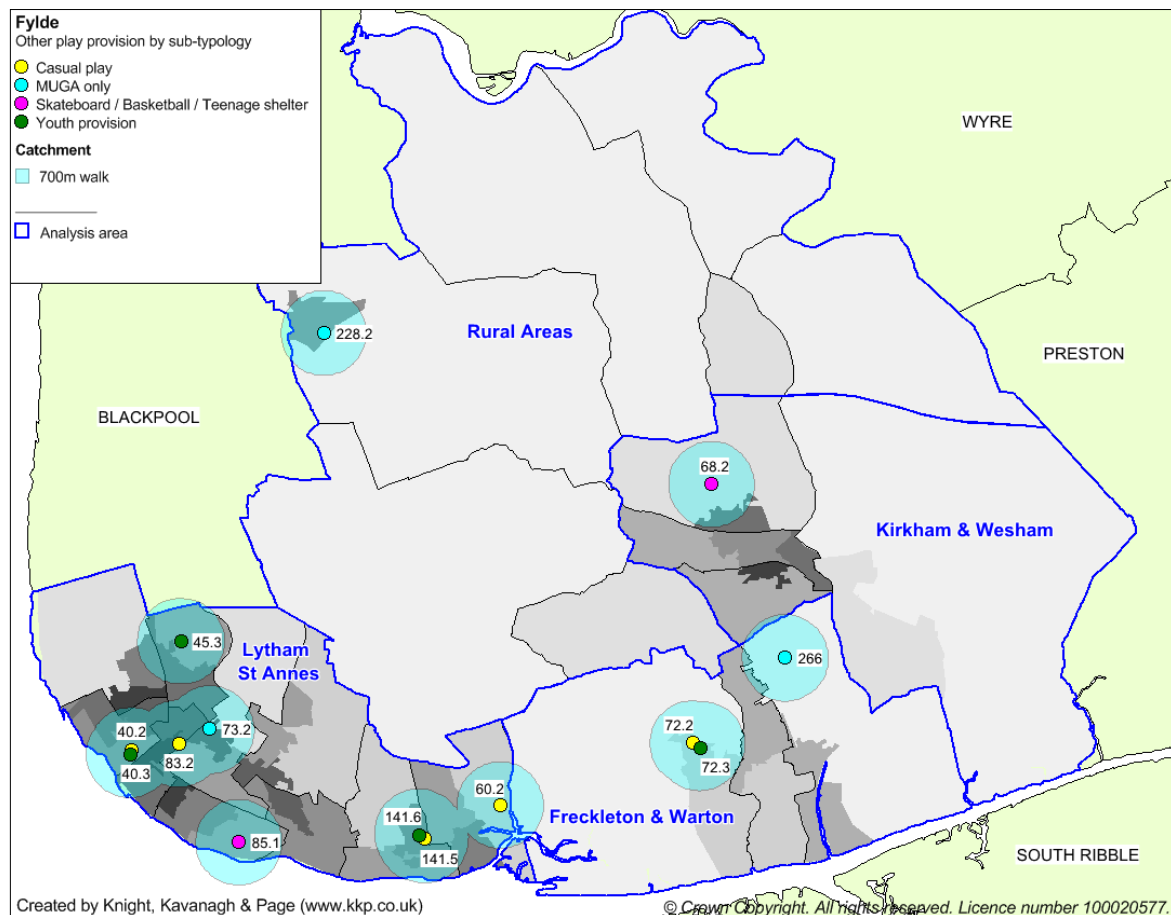 Fylde
Other play provision by sub-typology
Casual play
MUGA only
Skateboard / Basketball / Teenage shelter
Youth provision
Catchment
700m walk
Analysis area
WYRE
Rural Areas
228.2
PRESTON
BLACKPOOL
68.2
Kirkham & Wesham
45.3
Lytham
St Annes
266
73.2
40.2
83.2
40.3
72.2
72.3
60.2
Freckleton & Warton
141.6
85.1
141.5
SOUTH RIBBLE
Created by Knight, Kavanagh & Page (www.kkp.co.uk)
© Crown Copyright. All rights reserved. Licence number 100020577.